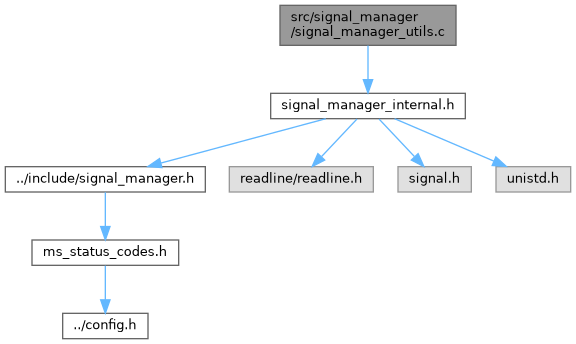 src/signal_manager
/signal_manager_utils.c
signal_manager_internal.h
../include/signal_manager.h
readline/readline.h
signal.h
unistd.h
ms_status_codes.h
../config.h